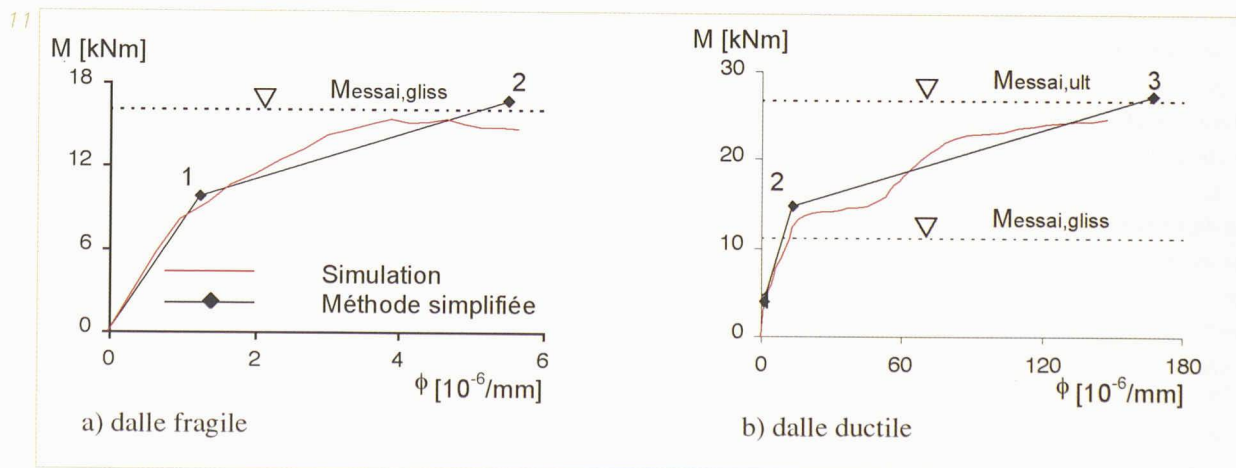 11
M [kNm]
18
12
6
0
0
2
4
6
ϕ [10⁻⁶/mm]
Messai,gliss
1
2
Simulation
Méthode simplifiée
a) dalle fragile
M [kNm]
30
20
10
0
0
60
120
180
ϕ [10⁻⁶/mm]
Messai,ult
3
2
Messai,gliss
b) dalle ductile